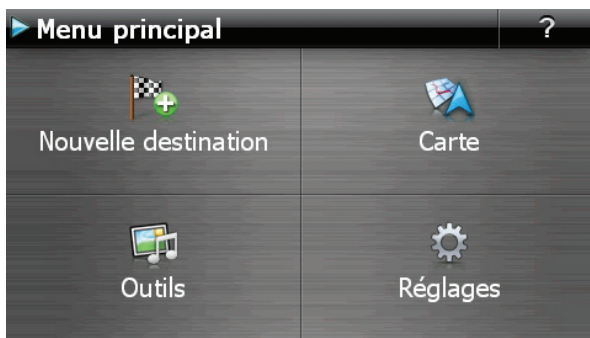 Menu principal ?
Nouvelle destination
Carte
Outils
Réglages